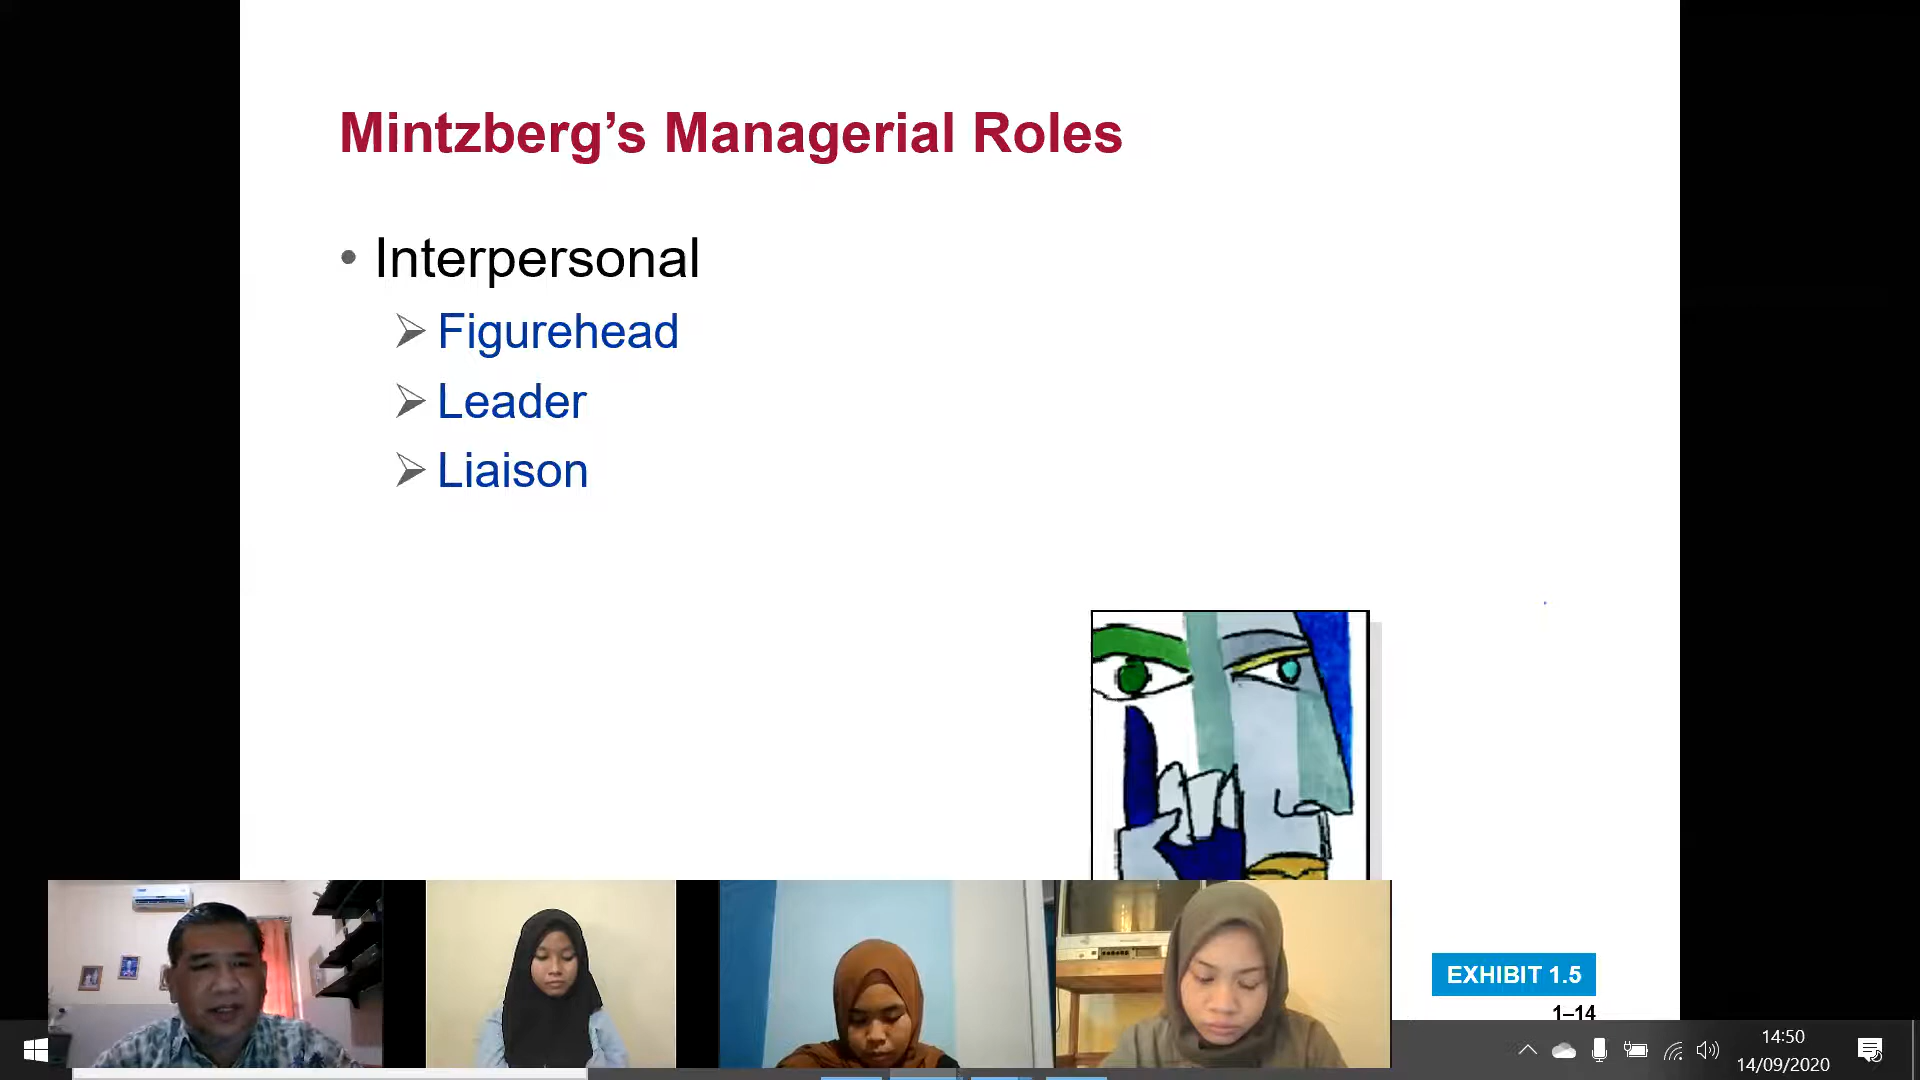 Mintzberg’s Managerial Roles
• Interpersonal
➢ Figurehead
➢ Leader
➢ Liaison
EXHIBIT 1.5
1–14
14:50
14/09/2020